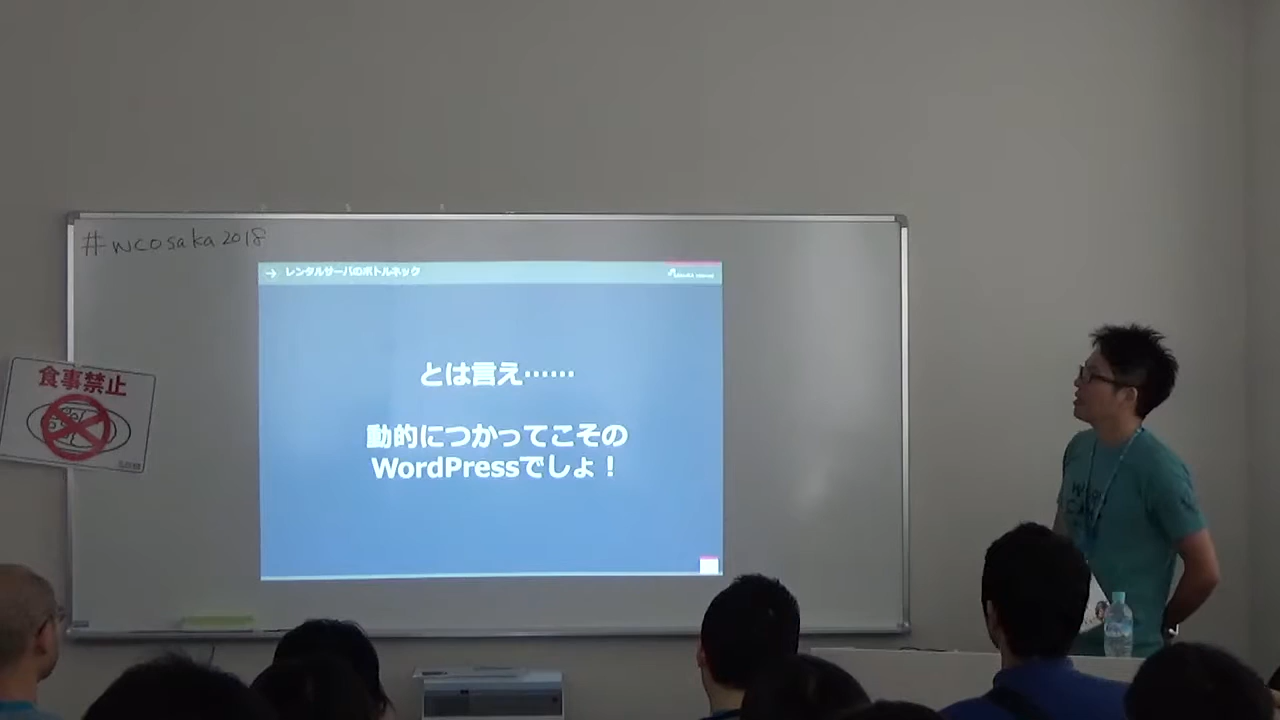 #wcosaka2018
→ レンタルサーバのボトルネック
SAKURA internet
とは言え……
動的につかってこその
WordPressでしょ！
食事禁止